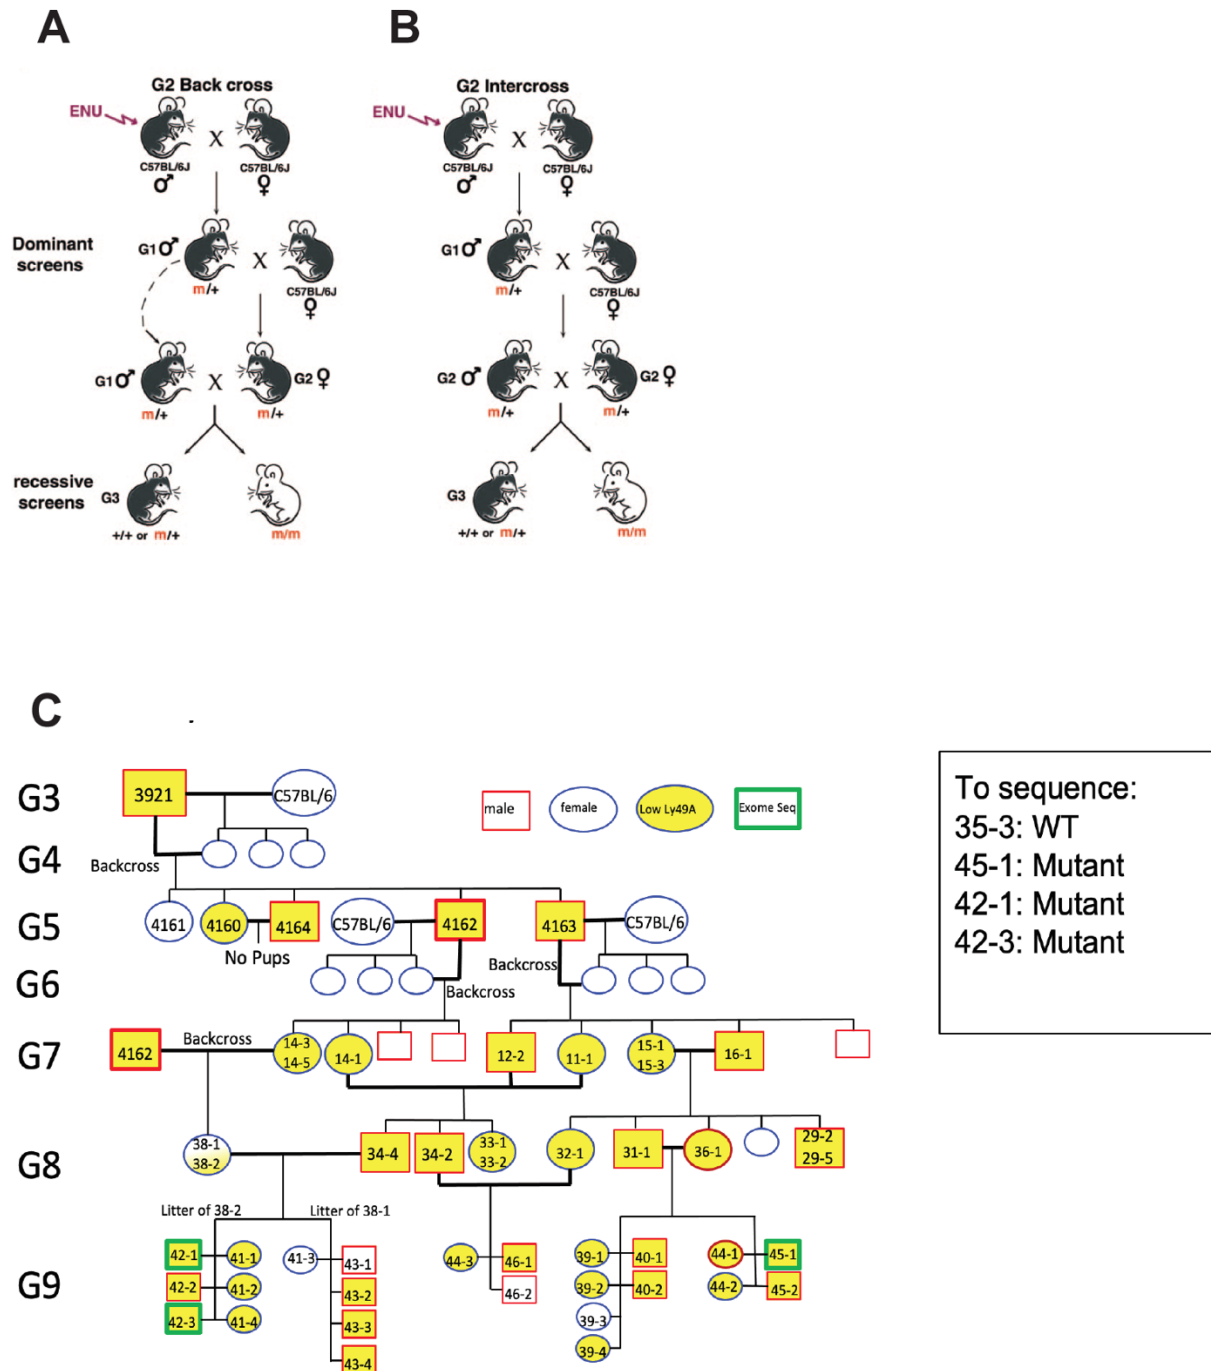 A
B
G2 Back cross
ENU
X
C57BL/6J
C57BL/6J
♂
♀
Dominant
screens
G1♂
X
m/+
C57BL/6J
♀
G1♂
X
G2 ♀
m/+
m/+
recessive
screens
G3
+/+ or m/+
m/m
G2 Intercross
ENU
X
C57BL/6J
C57BL/6J
♂
♀
G1♂
X
m/+
C57BL/6J
♀
G2 ♂
X
G2 ♀
m/+
m/+
G3
+/+ or m/+
m/m
C
G3
3921
C57BL/6
male
female
Low Ly49A
Exome Seq
G4
Backcross
G5
4161
4160
4164
No Pups
C57BL/6
4162
4163
C57BL/6
G6
Backcross
Backcross
G7
4162
Backcross
14-3
14-5
14-1
12-2
11-1
15-1
15-3
16-1
G8
38-1
38-2
34-4
34-2
33-1
33-2
32-1
31-1
36-1
29-2
29-5
G9
Litter of 38-2
Litter of 38-1
42-1
41-1
42-2
41-2
42-3
41-4
41-3
43-1
43-2
43-3
43-4
44-3
46-1
46-2
39-1
40-1
39-2
40-2
39-3
39-4
44-1
45-1
44-2
45-2
To sequence:
35-3: WT
45-1: Mutant
42-1: Mutant
42-3: Mutant